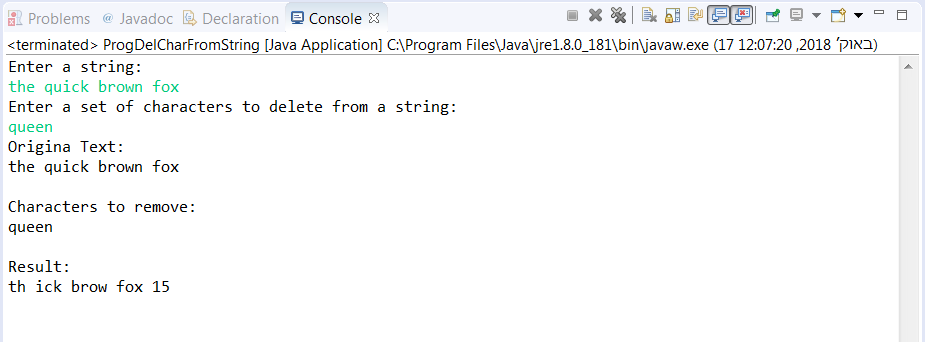 Problems @ Javadoc Declaration Console
<terminated> ProgDelCharFromString [Java Application] C:\Program Files\Java\jre1.8.0_181\bin\javaw.exe (17 באוק׳ 2018, 12:07:20)
Enter a string:
the quick brown fox
Enter a set of characters to delete from a string:
queen
Origina Text:
the quick brown fox
Characters to remove:
queen
Result:
th ick brow fox 15